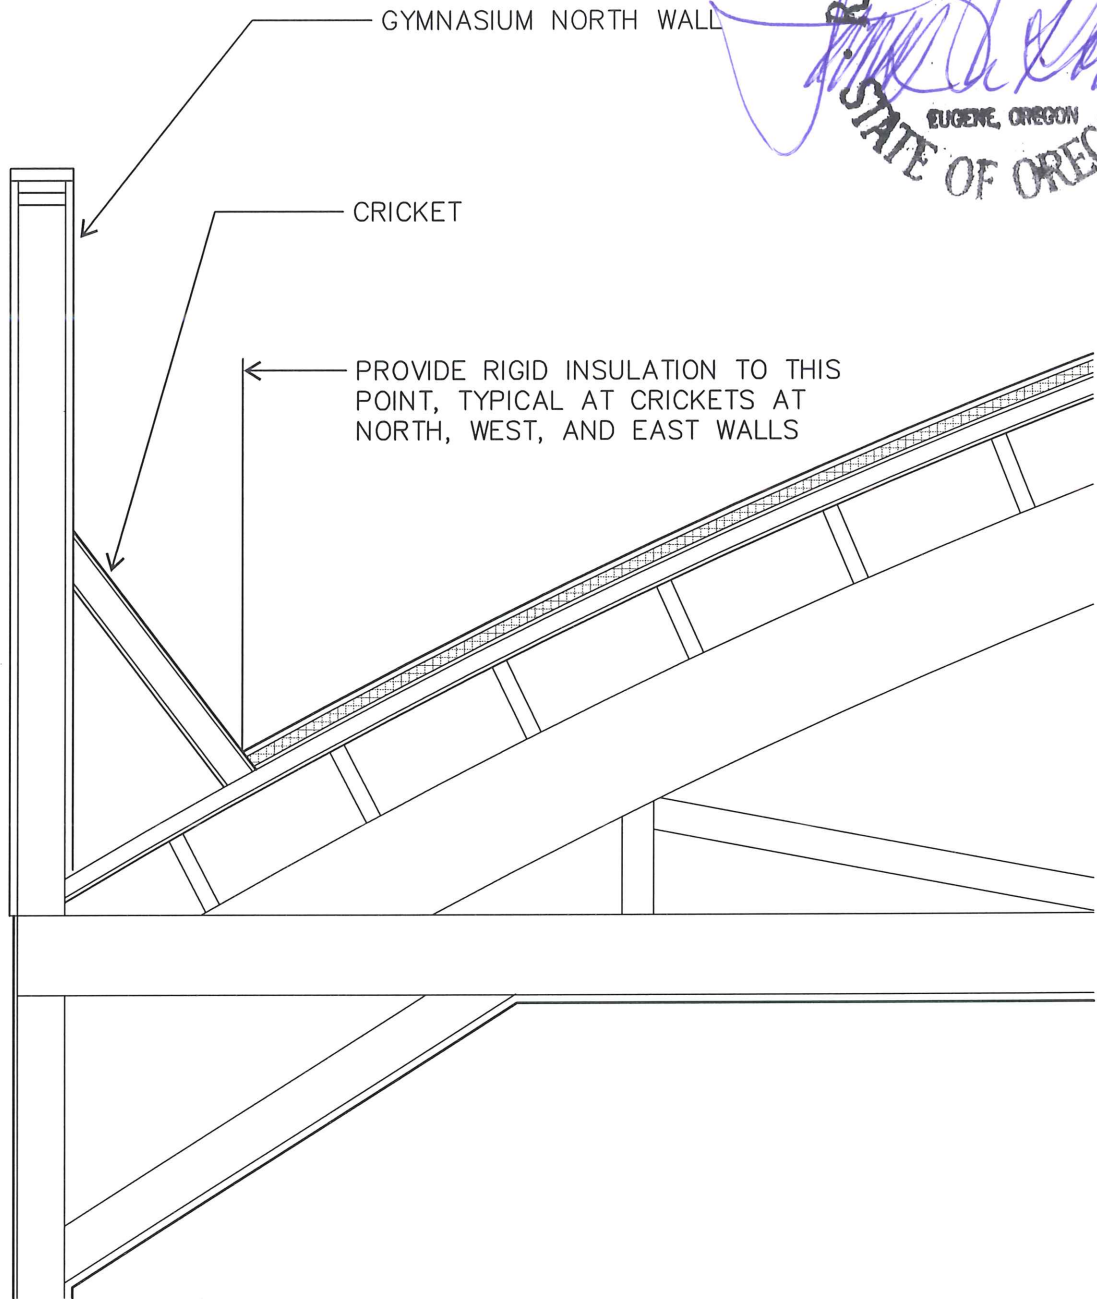 GYMNASIUM NORTH WALL
EUGENE, OREGON
STATE OF
CRICKET
PROVIDE RIGID INSULATION TO THIS
POINT, TYPICAL AT CRICKETS AT
NORTH, WEST, AND EAST WALLS